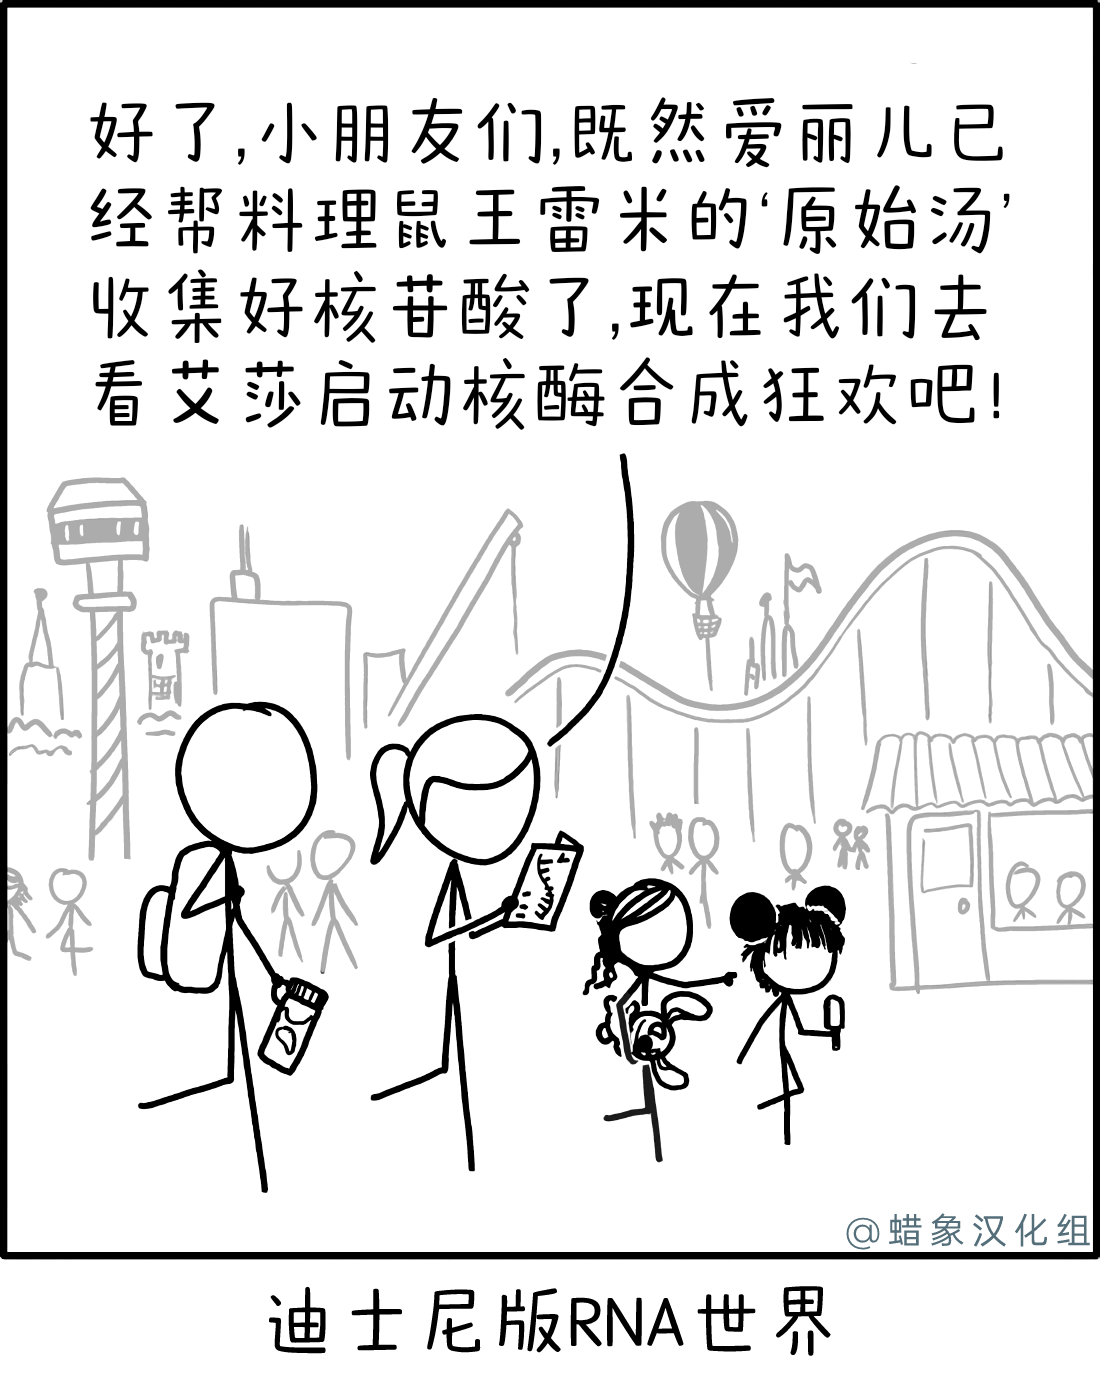 好了,小朋友们,既然爱丽儿已
经帮料理鼠王雷米的‘原始汤’
收集好核苷酸了,现在我们去
看艾莎启动核酶合成狂欢吧!
@蜡象汉化组
迪士尼版RNA世界